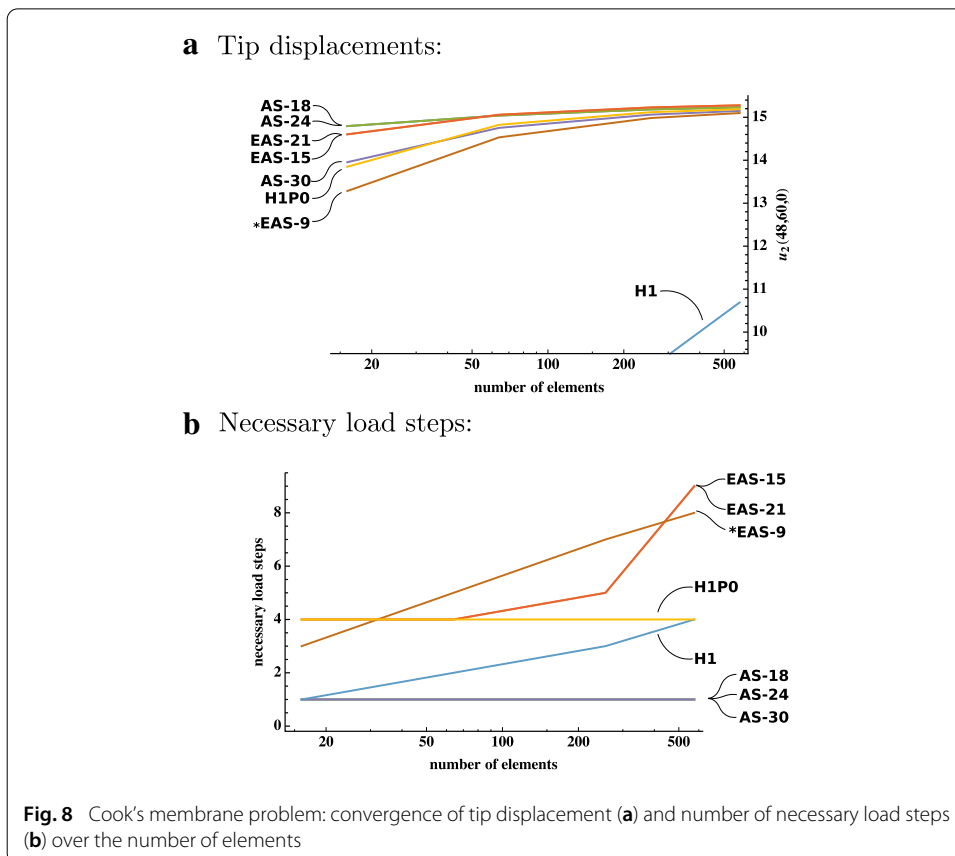 a Tip displacements:
AS-18
AS-24
EAS-21
EAS-15
AS-30
H1P0
*EAS-9
H1
15
14
13
12
11
10
u2(48,60,0)
20 50 100 200 500
number of elements
b Necessary load steps:
8
6
4
2
0
necessary load steps
EAS-15
EAS-21
*EAS-9
H1P0
H1
AS-18
AS-24
AS-30
20 50 100 200 500
number of elements
Fig. 8 Cook's membrane problem: convergence of tip displacement (a) and number of necessary load steps
(b) over the number of elements